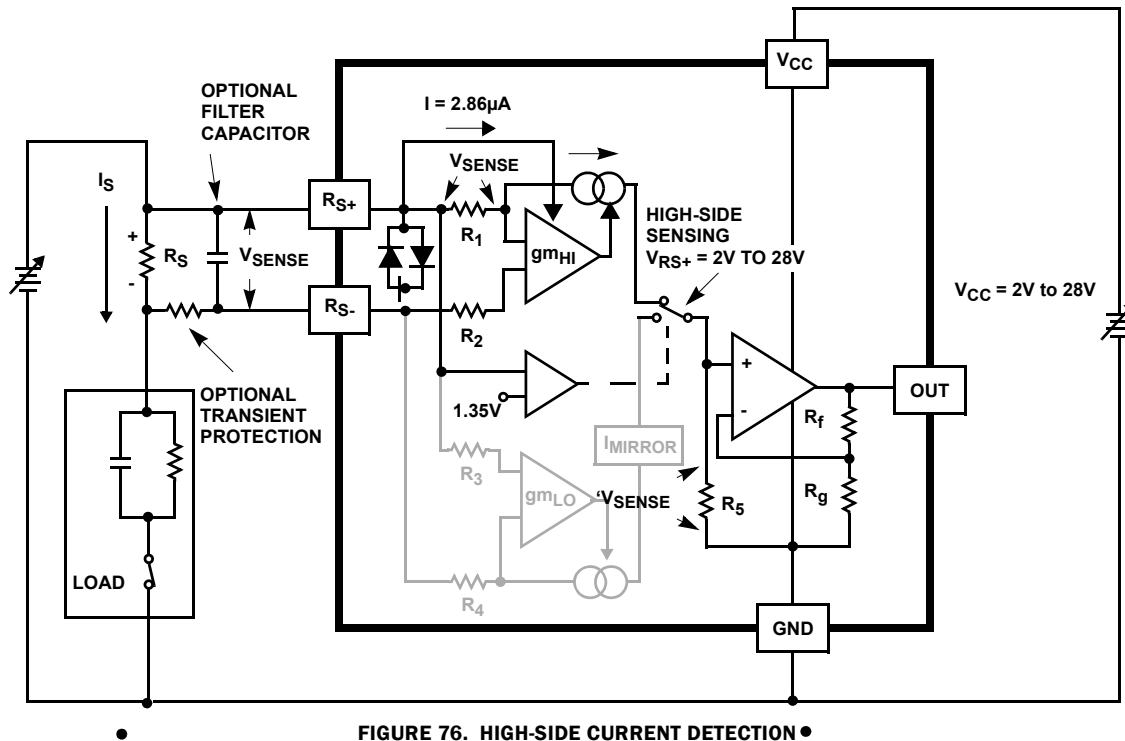 VCC
OPTIONAL
FILTER
CAPACITOR
I = 2.86µA
VSENSE
IS
RS+
R1
gmHI
HIGH-SIDE
SENSING
VRS+ = 2V TO 28V
+
RS
-
VSENSE
RS-
R2
VCC = 2V to 28V
OPTIONAL
TRANSIENT
PROTECTION
1.35V
+
-
OUT
Rf
IMIRROR
R3
gmLO
'VSENSE
R5
Rg
LOAD
R4
GND
FIGURE 76. HIGH-SIDE CURRENT DETECTION